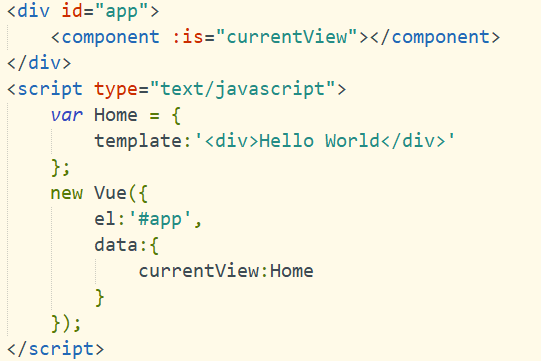 <div id="app">
    <component :is="currentView"></component>
</div>
<script type="text/javascript">
    var Home = {
        template:'<div>Hello World</div>'
    };
    new Vue({
        el:'#app',
        data:{
            currentView:Home
        }
    });
</script>